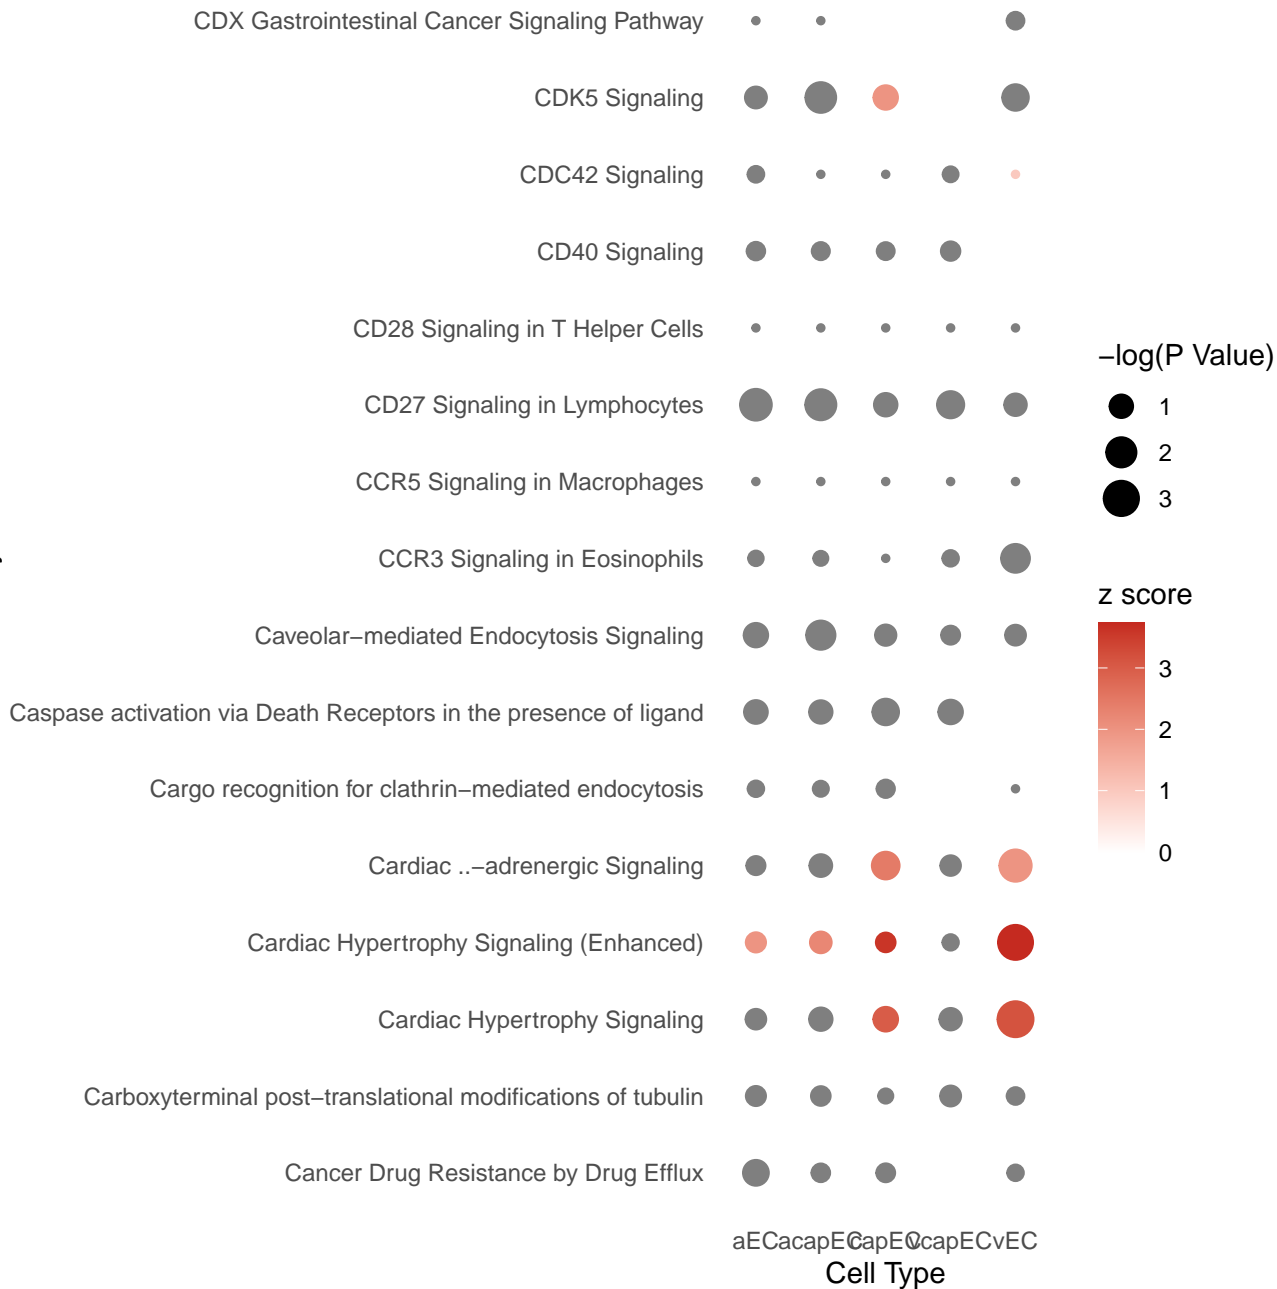 CDX Gastrointestinal Cancer Signaling Pathway
CDK5 Signaling
CDC42 Signaling
CD40 Signaling
CD28 Signaling in T Helper Cells
CD27 Signaling in Lymphocytes
CCR5 Signaling in Macrophages
CCR3 Signaling in Eosinophils
Caveolar−mediated Endocytosis Signaling
Caspase activation via Death Receptors in the presence of ligand
Cargo recognition for clathrin−mediated endocytosis
Cardiac ..−adrenergic Signaling
Cardiac Hypertrophy Signaling (Enhanced)
Cardiac Hypertrophy Signaling
Carboxyterminal post−translational modifications of tubulin
Cancer Drug Resistance by Drug Efflux
aEC acapEC capEC vcapEC vEC
Cell Type
−log(P Value)
1
2
3
z score
3
2
1
0